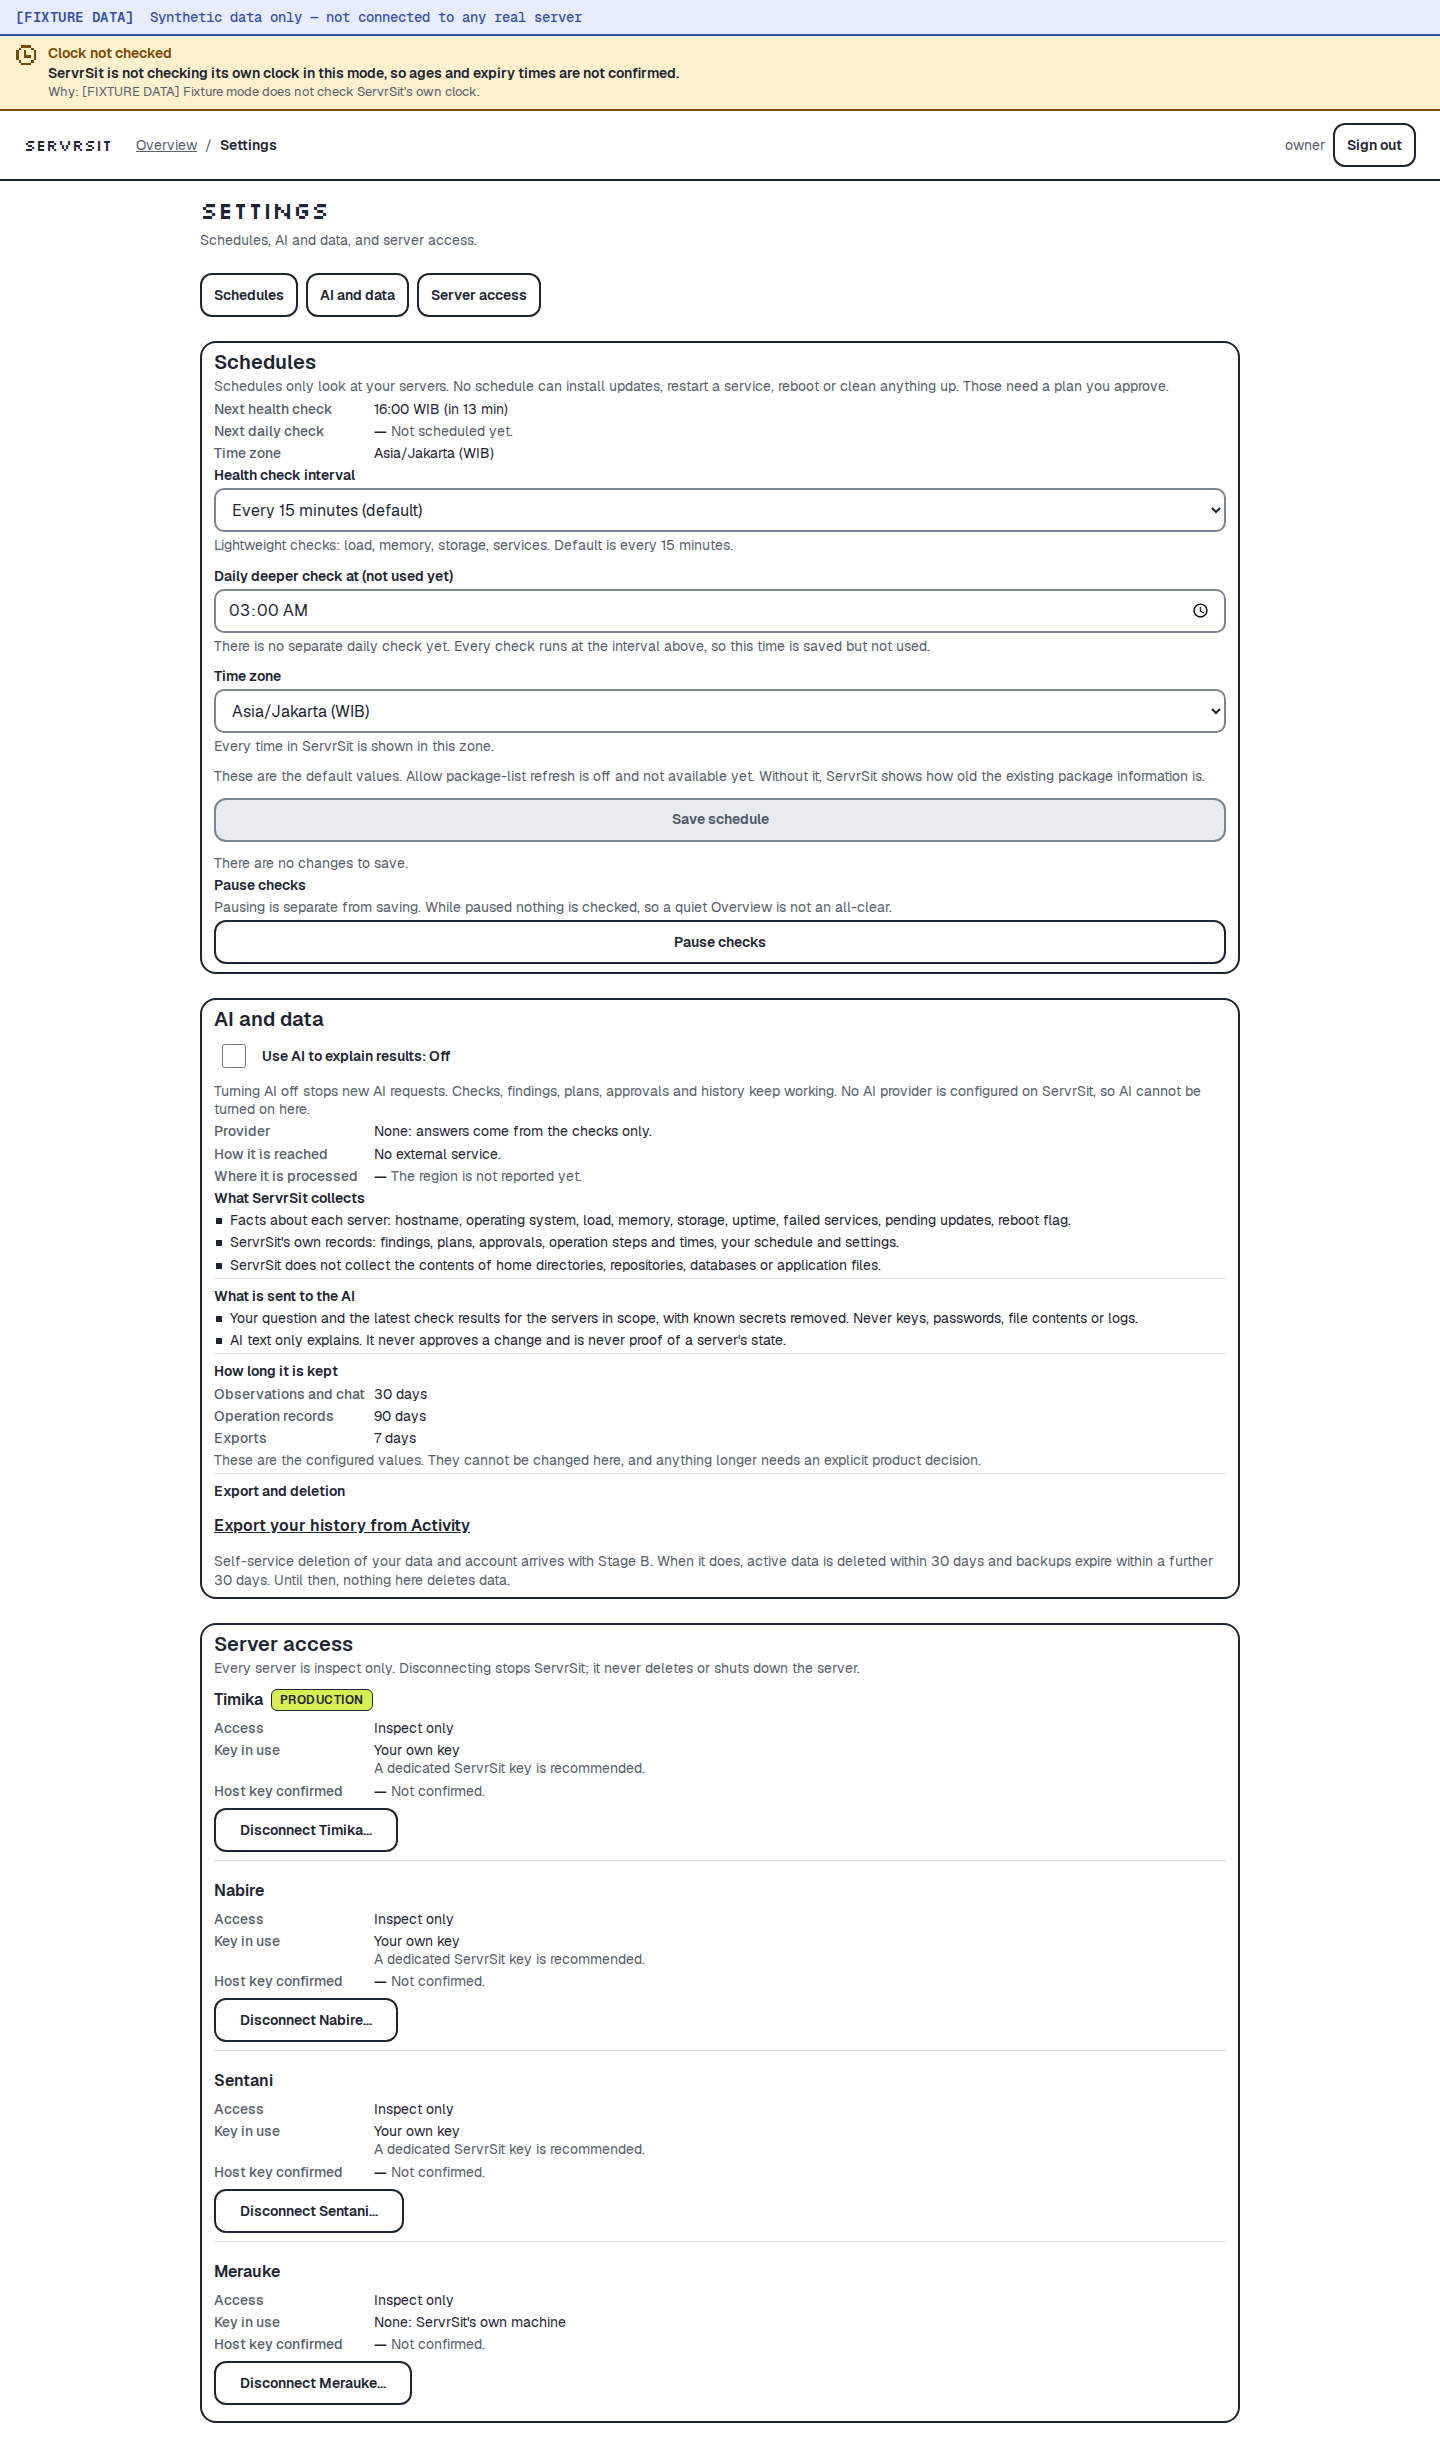 [FIXTURE DATA] Synthetic data only — not connected to any real server
Clock not checked
ServrSit is not checking its own clock in this mode, so ages and expiry times are not confirmed.
Why: [FIXTURE DATA] Fixture mode does not check ServrSit's own clock.
SERVRSIT Overview / Settings owner Sign out
SETTINGS
Schedules, AI and data, and server access.
Schedules AI and data Server access
Schedules
Schedules only look at your servers. No schedule can install updates, restart a service, reboot or clean anything up. Those need a plan you approve.
Next health check 16:00 WIB (in 13 min)
Next daily check — Not scheduled yet.
Time zone Asia/Jakarta (WIB)
Health check interval
Every 15 minutes (default)
Lightweight checks: load, memory, storage, services. Default is every 15 minutes.
Daily deeper check at (not used yet)
03:00 AM
There is no separate daily check yet. Every check runs at the interval above, so this time is saved but not used.
Time zone
Asia/Jakarta (WIB)
Every time in ServrSit is shown in this zone.
These are the default values. Allow package-list refresh is off and not available yet. Without it, ServrSit shows how old the existing package information is.
Save schedule
There are no changes to save.
Pause checks
Pausing is separate from saving. While paused nothing is checked, so a quiet Overview is not an all-clear.
Pause checks
AI and data
Use AI to explain results: Off
Turning AI off stops new AI requests. Checks, findings, plans, approvals and history keep working. No AI provider is configured on ServrSit, so AI cannot be
turned on here.
Provider None: answers come from the checks only.
How it is reached No external service.
Where it is processed — The region is not reported yet.
What ServrSit collects
Facts about each server: hostname, operating system, load, memory, storage, uptime, failed services, pending updates, reboot flag.
ServrSit's own records: findings, plans, approvals, operation steps and times, your schedule and settings.
ServrSit does not collect the contents of home directories, repositories, databases or application files.
What is sent to the AI
Your question and the latest check results for the servers in scope, with known secrets removed. Never keys, passwords, file contents or logs.
AI text only explains. It never approves a change and is never proof of a server's state.
How long it is kept
Observations and chat 30 days
Operation records 90 days
Exports 7 days
These are the configured values. They cannot be changed here, and anything longer needs an explicit product decision.
Export and deletion
Export your history from Activity
Self-service deletion of your data and account arrives with Stage B. When it does, active data is deleted within 30 days and backups expire within a further
30 days. Until then, nothing here deletes data.
Server access
Every server is inspect only. Disconnecting stops ServrSit; it never deletes or shuts down the server.
Timika PRODUCTION
Access Inspect only
Key in use Your own key
A dedicated ServrSit key is recommended.
Host key confirmed — Not confirmed.
Disconnect Timika...
Nabire
Access Inspect only
Key in use Your own key
A dedicated ServrSit key is recommended.
Host key confirmed — Not confirmed.
Disconnect Nabire...
Sentani
Access Inspect only
Key in use Your own key
A dedicated ServrSit key is recommended.
Host key confirmed — Not confirmed.
Disconnect Sentani...
Merauke
Access Inspect only
Key in use None: ServrSit's own machine
Host key confirmed — Not confirmed.
Disconnect Merauke...